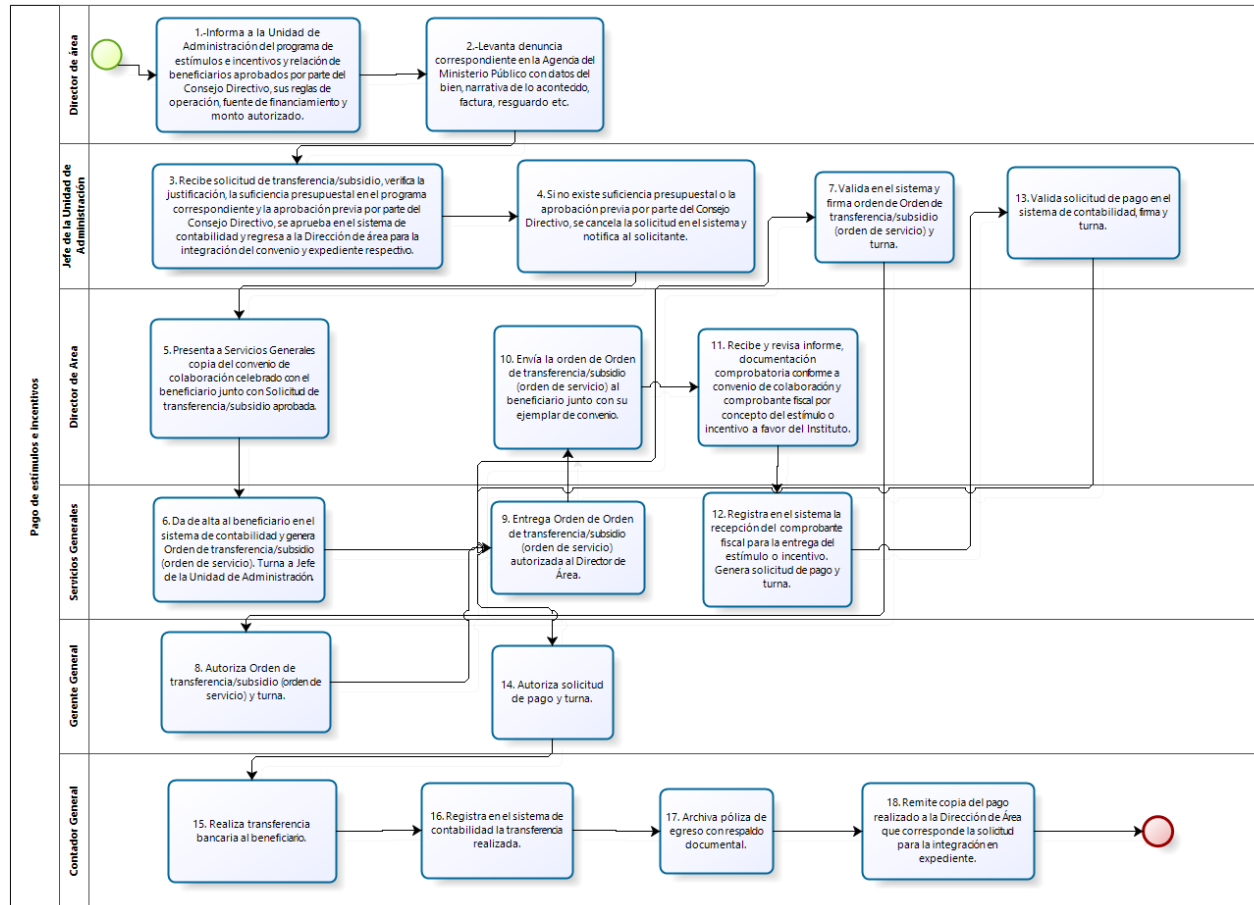 Pago de estímulos e incentivos
Director de área
1.-Informa a la Unidad de
Administración del programa de
estímulos e incentivos y relación de
beneficiarios aprobados por parte del
Consejo Directivo, sus reglas de
operación, fuente de financiamiento y
monto autorizado.
2.-Levanta denuncia
correspondiente en la Agencia del
Ministerio Público con datos del
bien, narrativa de lo acontecido,
factura, resguardo etc.
Jefe de la Unidad de
Administración
3. Recibe solicitud de transferencia/subsidio, verifica la
justificación, la suficiencia presupuestal en el programa
correspondiente y la aprobación previa por parte del
Consejo Directivo, se aprueba en el sistema de
contabilidad y regresa a la Dirección de área para la
integración del convenio y expediente respectivo.
4. Si no existe suficiencia presupuestal o la
aprobación previa por parte del Consejo
Directivo, se cancela la solicitud en el sistema y
notifica al solicitante.
7. Valida en el sistema y
firma orden de Orden de
transferencia/subsidio
(orden de servicio) y
turna.
13. Valida solicitud de pago en el
sistema de contabilidad, firma y
turna.
Director de Area
5. Presenta a Servicios Generales
copia del convenio de
colaboración celebrado con el
beneficiario junto con Solicitud de
transferencia/subsidio aprobada.
10. Envía la orden de Orden
de transferencia/subsidio
(orden de servicio) al
beneficiario junto con su
ejemplar de convenio.
11. Recibe y revisa informe,
documentación
comprobatoria conforme a
convenio de colaboración y
comprobante fiscal por
concepto del estímulo o
incentivo a favor del Instituto.
Servicios Generales
6. Da de alta al beneficiario en el
sistema de contabilidad y genera
Orden de transferencia/subsidio
(orden de servicio). Turna a Jefe
de la Unidad de Administración.
9. Entrega Orden de Orden
de transferencia/subsidio
(orden de servicio)
autorizada al Director de
Área.
12. Registra en el sistema la
recepción del comprobante
fiscal para la entrega del
estímulo o incentivo.
Genera solicitud de pago y
turna.
Gerente General
8. Autoriza Orden de
transferencia/subsidio (orden de
servicio) y turna.
14. Autoriza solicitud
de pago y turna.
Contador General
15. Realiza transferencia
bancaria al beneficiario.
16. Registra en el sistema de
contabilidad la transferencia
realizada.
17. Archiva póliza de
egreso con respaldo
documental.
18. Remite copia del pago
realizado a la Dirección de Área
que corresponde la solicitud
para la integración en
expediente.